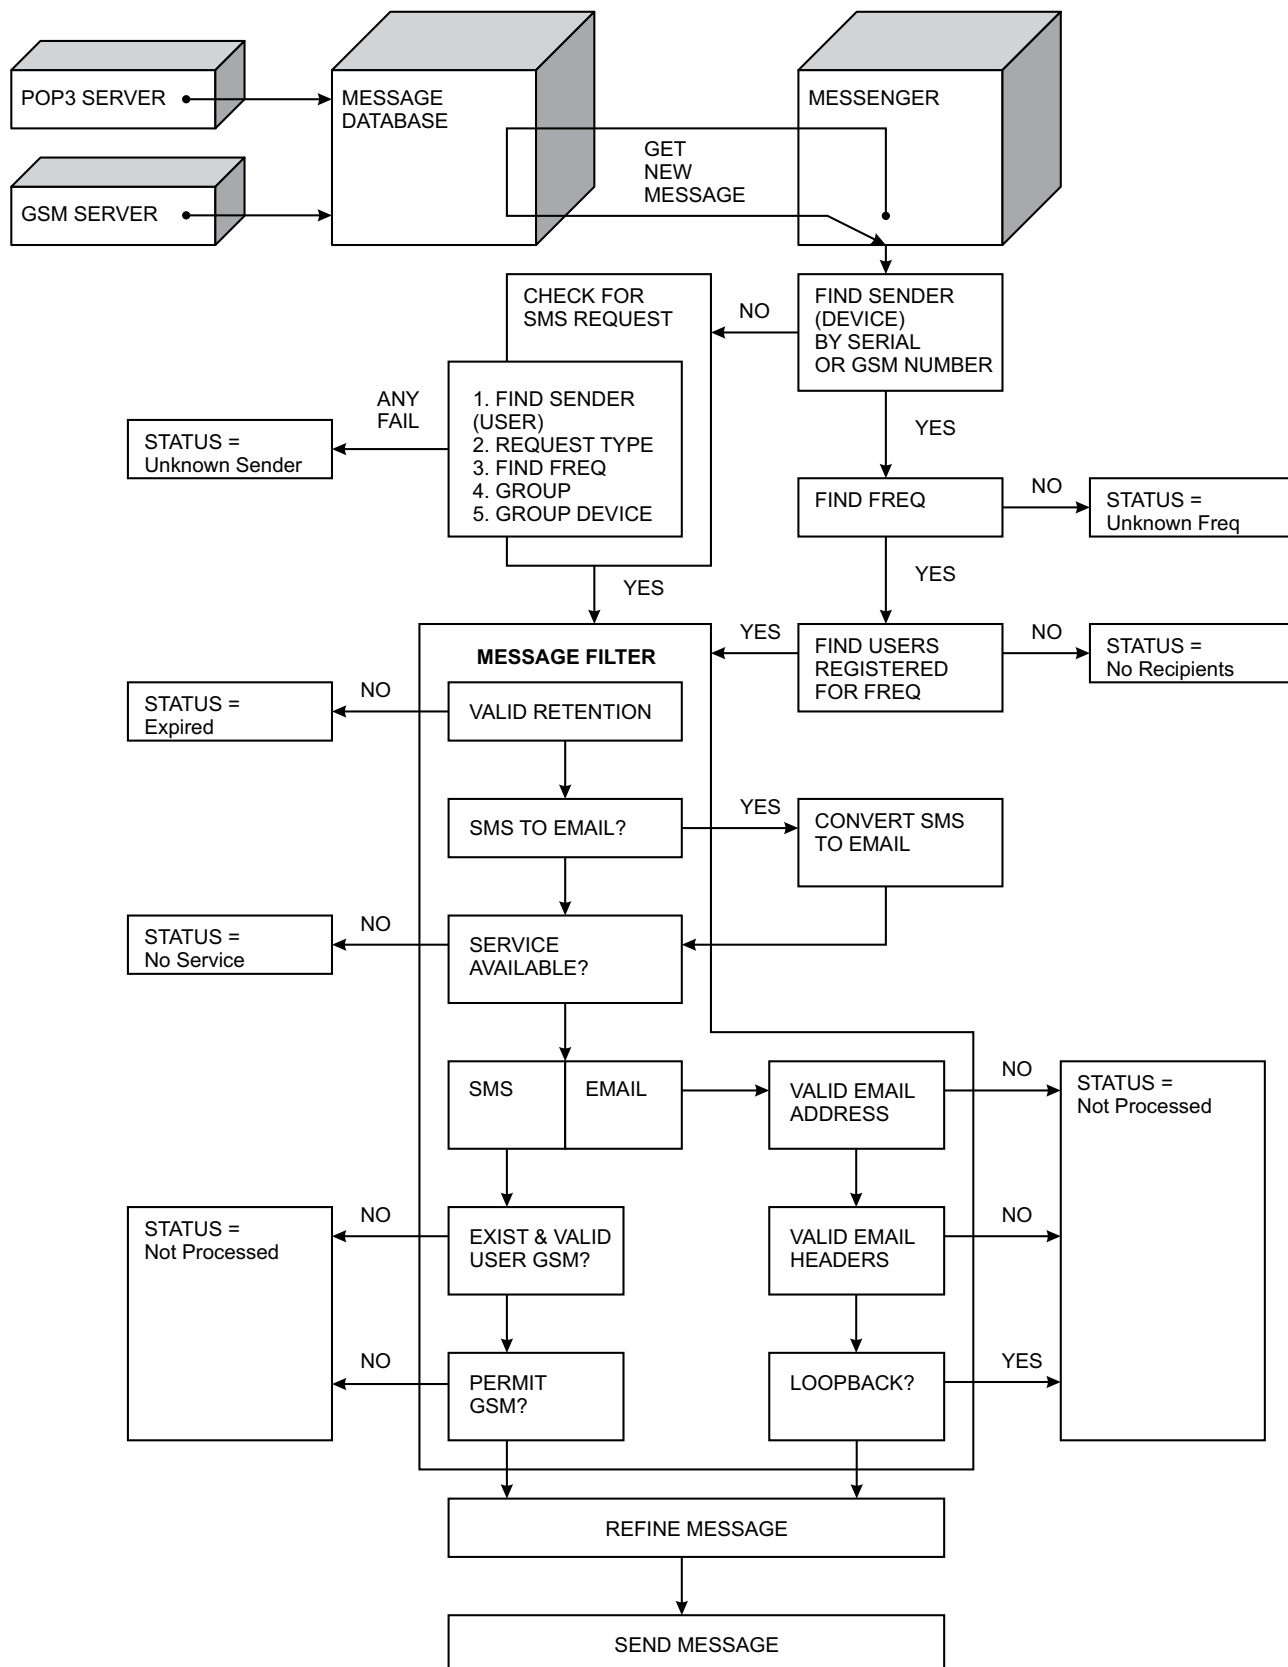 POP3 SERVER
MESSAGE
DATABASE
MESSENGER
GET
NEW
MESSAGE
GSM SERVER
CHECK FOR
SMS REQUEST
NO
FIND SENDER
(DEVICE)
BY SERIAL
OR GSM NUMBER
ANY
FAIL
1. FIND SENDER
(USER)
2. REQUEST TYPE
3. FIND FREQ
4. GROUP
5. GROUP DEVICE
STATUS =
Unknown Sender
YES
FIND FREQ
NO
STATUS =
Unknown Freq
YES
YES
MESSAGE FILTER
YES
FIND USERS
REGISTERED
FOR FREQ
NO
STATUS =
No Recipients
STATUS =
Expired
NO
VALID RETENTION
SMS TO EMAIL?
YES
CONVERT SMS
TO EMAIL
STATUS =
No Service
NO
SERVICE
AVAILABLE?
SMS
EMAIL
VALID EMAIL
ADDRESS
NO
STATUS =
Not Processed
STATUS =
Not Processed
NO
EXIST & VALID
USER GSM?
VALID EMAIL
HEADERS
NO
NO
PERMIT
GSM?
LOOPBACK?
YES
REFINE MESSAGE
SEND MESSAGE